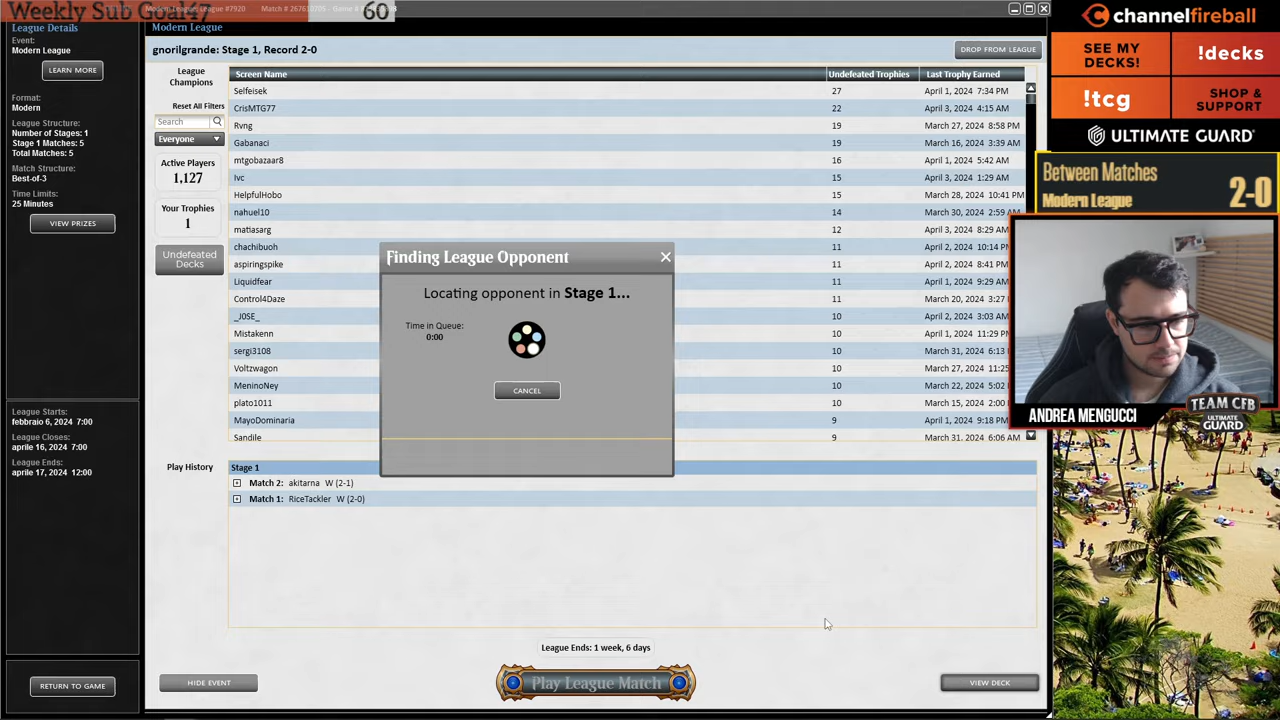 Weekly Sub Goal
47
60
Modern League: League #7920
League Details
Event:
Modern League
LEARN MORE
Format:
Modern
League Structure:
Number of Stages: 1
Stage 1 Matches: 5
Total Matches: 5
Match Structure:
Best-of-3
Time Limits:
25 Minutes
VIEW PRIZES
League Starts:
febbraio 6, 2024 7:00
League Closes:
aprile 16, 2024 7:00
League Ends:
aprile 17, 2024 12:00
RETURN TO GAME
Modern League
gnorilgrande: Stage 1, Record 2-0
DROP FROM LEAGUE
League
Champions
Reset All Filters
Search
Everyone
Active Players
1,127
Your Trophies
1
Undefeated
Decks
Screen Name Undefeated Trophies Last Trophy Earned
Selfeisek 27 April 1, 2024 7:34 PM
CrisMTG77 22 April 3, 2024 4:15 AM
Rvng 19 March 27, 2024 8:58 PM
Gabanaci 19 March 16, 2024 3:39 AM
mtgobazaar8 16 April 1, 2024 5:42 AM
Ivc 15 April 3, 2024 1:29 AM
HelpfulHobo 15 March 28, 2024 10:41 PM
nahuel10 14 March 30, 2024 2:59
matiasarg 12 April 3, 2024 8:29 AM
chachibuoh 11 April 2, 2024 10:14
aspiringspike 11 April 2, 2024 8:41 PM
Liquidfear 11 April 1, 2024 9:29 AM
Control4Daze 11 March 20, 2024 3:27
_J0SE_ 10 April 2, 2024 3:03 AM
Mistakenn 10 April 1, 2024 11:29
sergi3108 10 March 31, 2024 6:13
Voltzwagon 10 March 27, 2024 11:25
MeninoNey 10 March 22, 2024 5:02
plato1011 10 March 15, 2024 2:00
MayoDominaria 9 April 1, 2024 9:18 PM
Sandile 9 March 31, 2024 6:06 AM
Finding League Opponent
Locating opponent in Stage 1...
Time in Queue:
0:00
CANCEL
Play History
Stage 1
Match 2: akitarna W (2-1)
Match 1: RiceTackler W (2-0)
League Ends: 1 week, 6 days
HIDE EVENT
Play League Match
VIEW DECK
channelfireball
SEE MY
DECKS!
!decks
!tcg
SHOP &
SUPPORT
ULTIMATE GUARD
Between Matches
Modern League
2-0
ANDREA MENGUCCI
TEAM CFB
ULTIMATE
GUARD